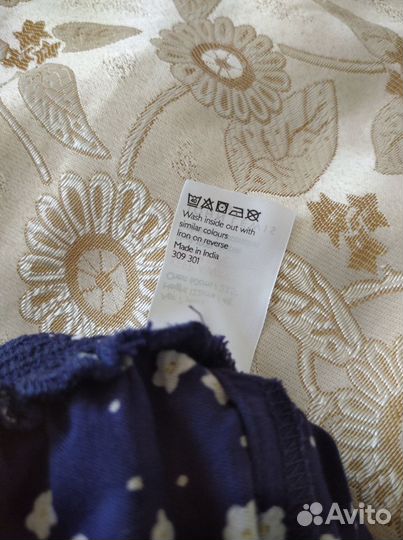 Wash inside out with
similar colours
Iron on reverse
Made in India
309 301
Avito